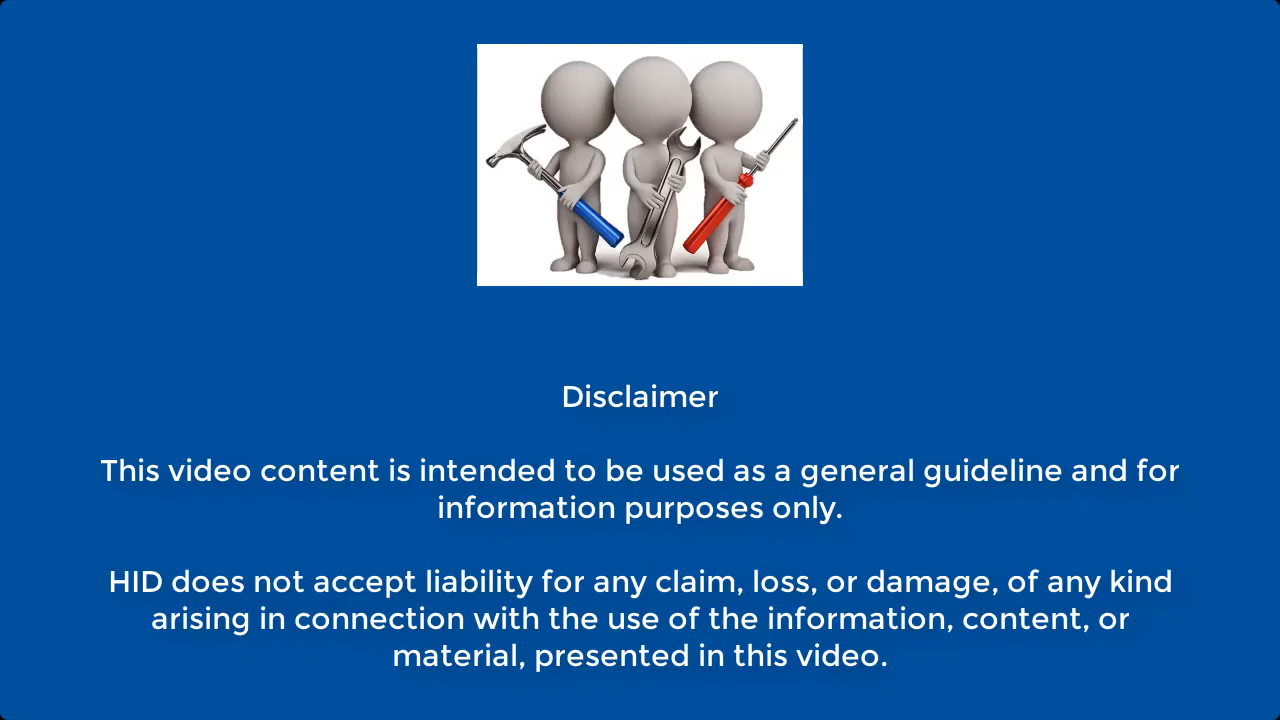 Disclaimer
This video content is intended to be used as a general guideline and for
information purposes only.
HID does not accept liability for any claim, loss, or damage, of any kind
arising in connection with the use of the information, content, or
material, presented in this video.